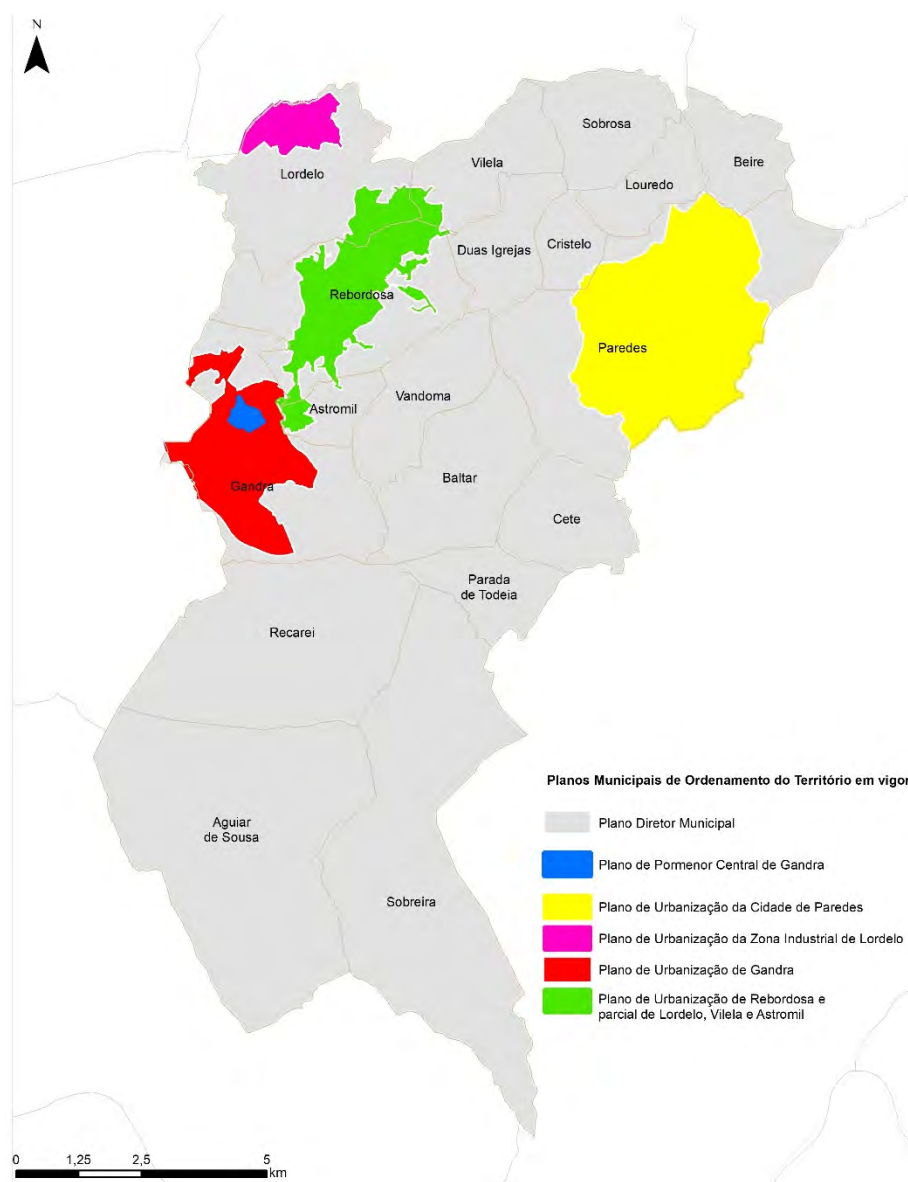 N
Sobrosa
Vilela
Beire
Lordelo
Louredo
Duas Igrejas
Cristelo
Rebordosa
Paredes
Vandoma
Astromil
Baltar
Gandra
Cete
Parada
de Todeia
Recarei
Planos Municipais de Ordenamento do Território em vigor
Plano Diretor Municipal
Aguiar
de Sousa
Plano de Pormenor Central de Gandra
Sobreira
Plano de Urbanização da Cidade de Paredes
Plano de Urbanização da Zona Industrial de Lordelo
Plano de Urbanização de Gandra
Plano de Urbanização de Rebordosa e
parcial de Lordelo, Vilela e Astromil
0 1,25 2,5 5
km